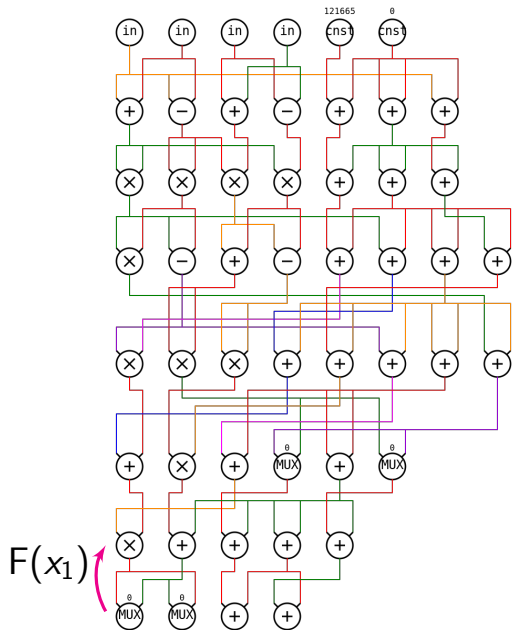 121665 0
in in in in cnst cnst
+ − + − + + +
× × × × + + +
× − + − + + + +
× × × + + + + +
0 0
+ × + MUX + MUX
× + + + +
F(x₁)
0 0
MUX MUX + +